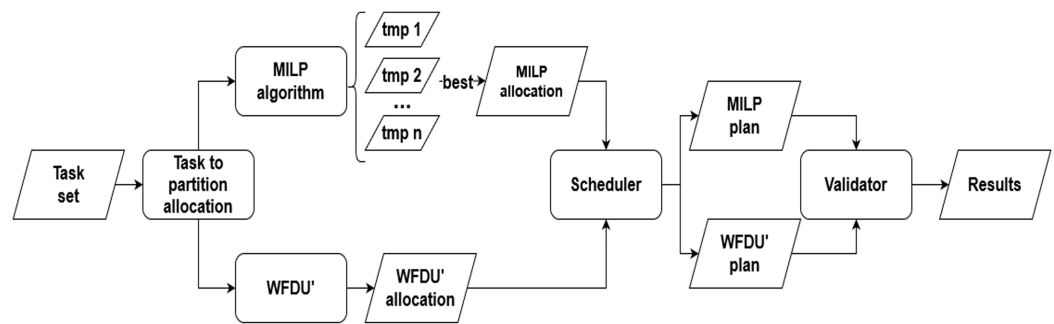 Task
set
Task to
partition
allocation
MILP
algorithm
tmp 1
tmp 2
...
tmp n
best
MILP
allocation
WFDU'
WFDU'
allocation
Scheduler
MILP
plan
WFDU'
plan
Validator
Results